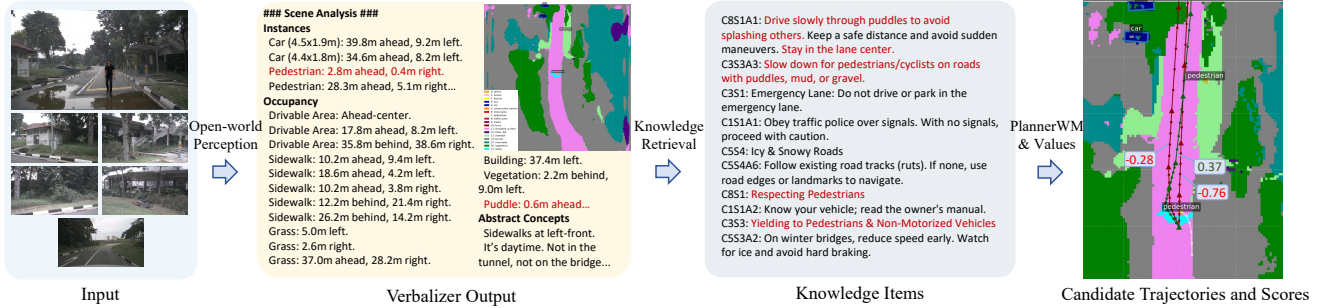 Input
Open-world
Perception
### Scene Analysis ###
Instances
Car (4.5x1.9m): 39.8m ahead, 9.2m left.
Car (4.4x1.8m): 34.6m ahead, 8.2m left.
Pedestrian: 2.8m ahead, 0.4m right.
Pedestrian: 28.3m ahead, 5.1m right...
Occupancy
Drivable Area: Ahead-center.
Drivable Area: 17.8m ahead, 8.2m left.
Drivable Area: 35.8m behind, 38.6m right.
Sidewalk: 10.2m ahead, 9.4m left.
Sidewalk: 18.6m ahead, 4.2m left.
Sidewalk: 10.2m ahead, 3.8m right.
Sidewalk: 12.2m behind, 21.4m right.
Sidewalk: 26.2m behind, 14.2m right.
Grass: 5.0m left.
Grass: 2.6m right.
Grass: 37.0m ahead, 28.2m right.
Building: 37.4m left.
Vegetation: 2.2m behind,
9.0m left.
Puddle: 0.6m ahead...
Abstract Concepts
Sidewalks at left-front.
It's daytime. Not in the
tunnel, not on the bridge...
Verbalizer Output
Knowledge
Retrieval
C8S1A1: Drive slowly through puddles to avoid
splashing others. Keep a safe distance and avoid sudden
maneuvers. Stay in the lane center.
C3S3A3: Slow down for pedestrians/cyclists on roads
with puddles, mud, or gravel.
C3S1: Emergency Lane: Do not drive or park in the
emergency lane.
C1S1A1: Obey traffic police over signals. With no signals,
proceed with caution.
C5S4: Icy & Snowy Roads
C5S4A6: Follow existing road tracks (ruts). If none, use
road edges or landmarks to navigate.
C8S1: Respecting Pedestrians
C1S1A2: Know your vehicle; read the owner's manual.
C3S3: Yielding to Pedestrians & Non-Motorized Vehicles
C5S3A2: On winter bridges, reduce speed early. Watch
for ice and avoid hard braking.
Knowledge Items
PlannerWM
& Values
car
pedestrian
-0.28
0.37
-0.76
pedestrian
Candidate Trajectories and Scores